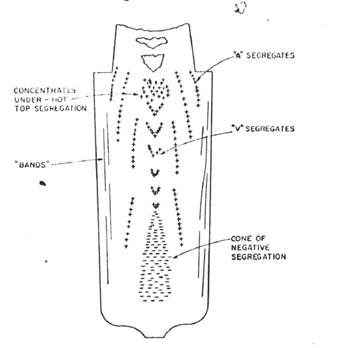 "A" SEGREGATES
CONCENTRATES
UNDER - HOT
TOP SEGREGATION
"V" SEGREGATES
"BANDS"
CONE OF
NEGATIVE
SEGREGATION